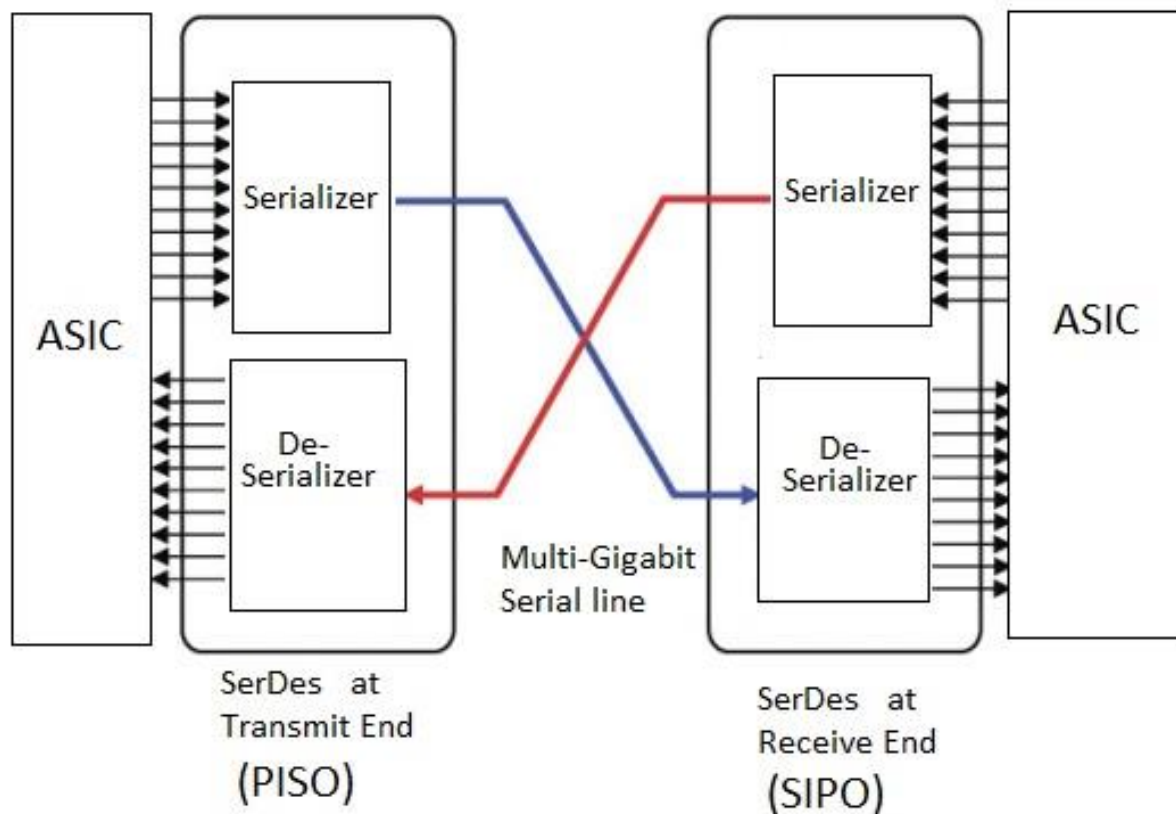 ASIC
Serializer
De-
Serializer
SerDes at
Transmit End
(PISO)
Multi-Gigabit
Serial line
Serializer
De-
Serializer
SerDes at
Receive End
(SIPO)
ASIC